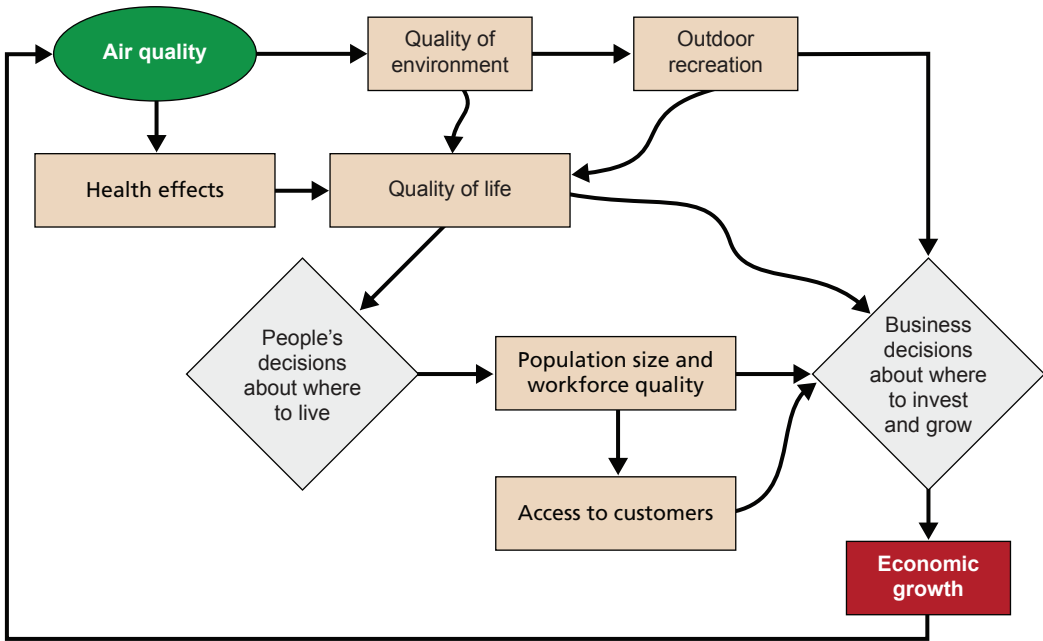 Air quality
Quality of
environment
Outdoor
recreation
Health effects
Quality of life
People’s
decisions
about where
to live
Population size and
workforce quality
Business
decisions
about where
to invest
and grow
Access to customers
Economic
growth